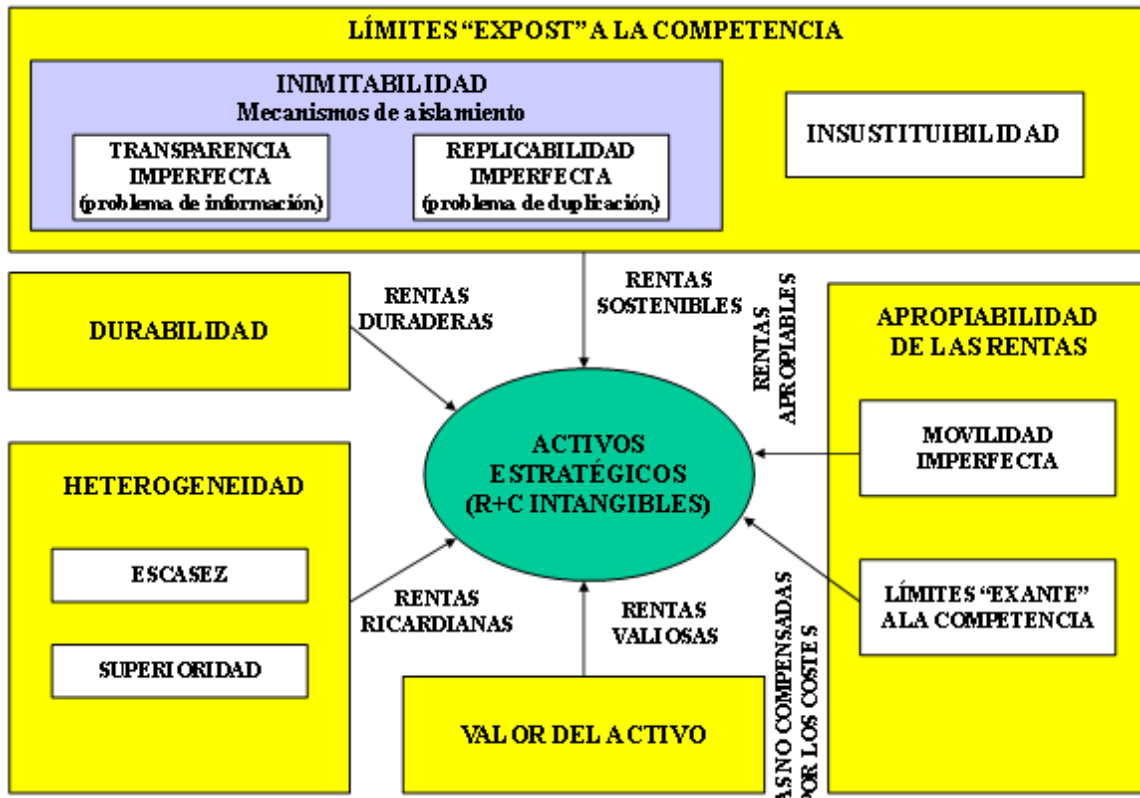 LÍMITES “EXPOST” A LA COMPETENCIA
INIMITABILIDAD
Mecanismos de aislamiento
TRANSPARENCIA
IMPERFECTA
(problema de información)
REPLICABILIDAD
IMPERFECTA
(problema de duplicación)
INSUSTITUIBILIDAD
DURABILIDAD
RENTAS
DURADERAS
RENTAS
SOSTENIBLES
RENTAS
APROPIABLES
APROPIABILIDAD
DE LAS RENTAS
MOVILIDAD
IMPERFECTA
LÍMITES “EXANTE”
A LA COMPETENCIA
ACTIVOS
ESTRATÉGICOS
(R+C INTANGIBLES)
HETEROGENEIDAD
ESCASEZ
SUPERIORIDAD
RENTAS
RICARDIANAS
RENTAS
VALIOSAS
VALOR DEL ACTIVO
NO COMPENSADAS
LOS COSTES